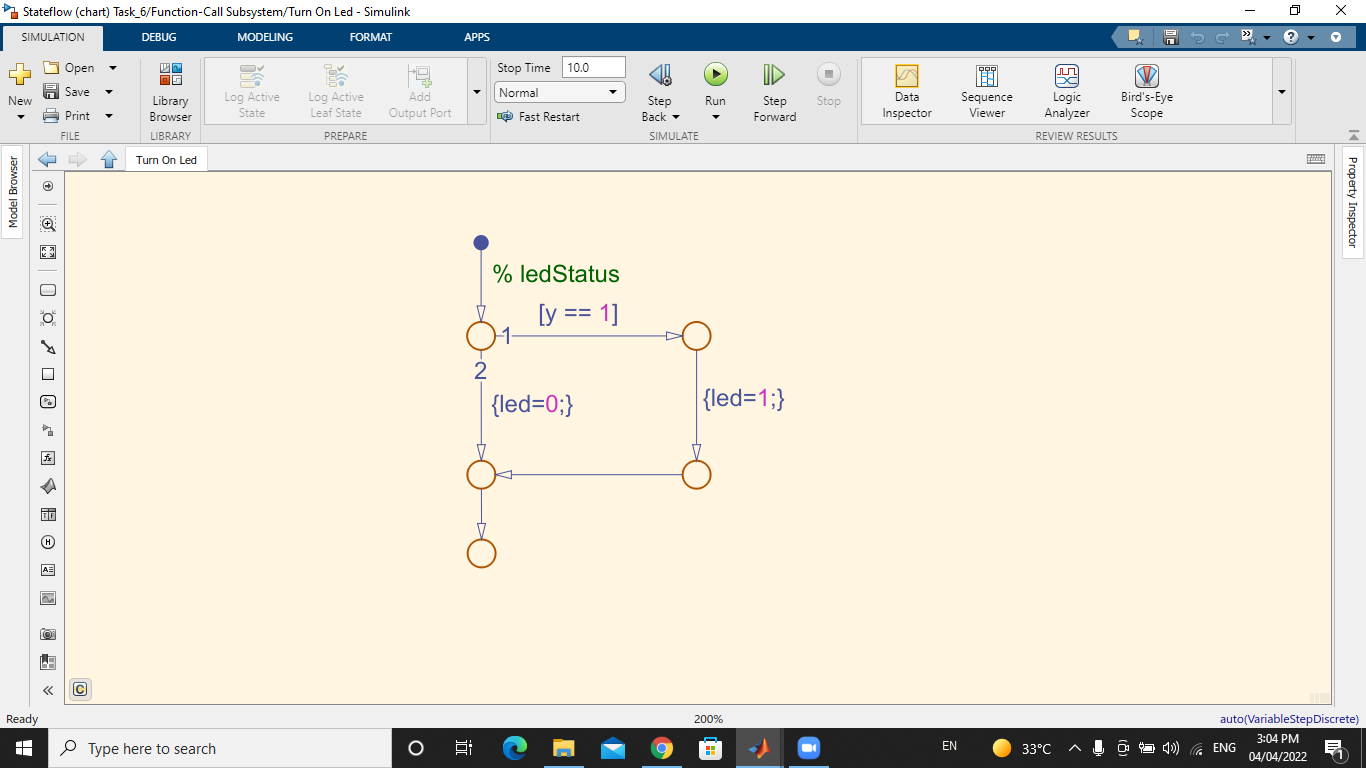 Stateflow (chart) Task_6/Function-Call Subsystem/Turn On Led - Simulink
SIMULATION DEBUG MODELING FORMAT APPS
New
Open
Save
Print
FILE
Library
Browser
LIBRARY
Log Active
State
Log Active
Leaf State
Add
Output Port
PREPARE
Stop Time 10.0
Normal
Fast Restart
Step
Back
Run
Step
Forward
Stop
SIMULATE
Data
Inspector
Sequence
Viewer
Logic
Analyzer
Bird's-Eye
Scope
REVIEW RESULTS
Model Browser
Turn On Led
Property Inspector
% ledStatus
[y == 1]
1
2
{led=0;}
{led=1;}
C
Ready
200%
auto(VariableStepDiscrete)
Type here to search
EN
33°C
ENG
3:04 PM
04/04/2022
1